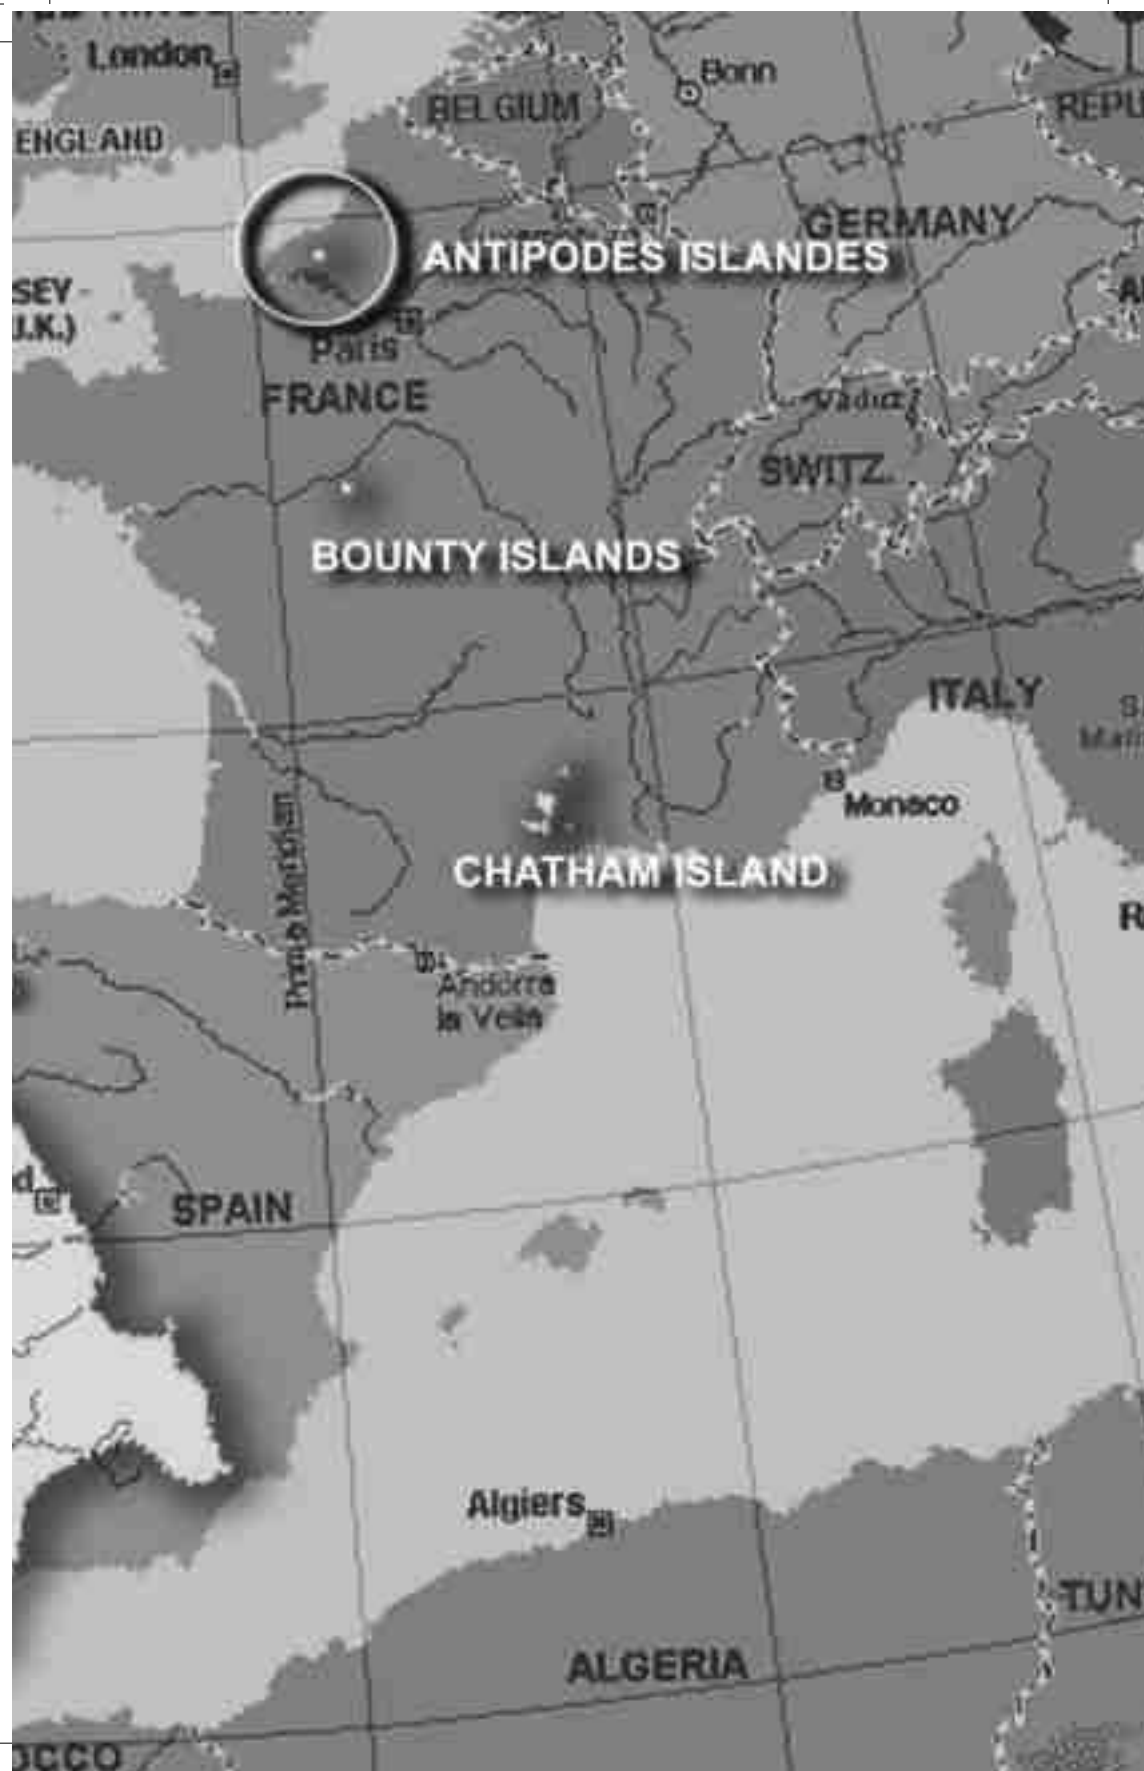 London
Bonn
BELGIUM
REPU
ENGLAND
GERMANY
ANTIPODES ISLANDES
SEY
J.K.)
Paris
FRANCE
Vaduz
SWITZ.
BOUNTY ISLANDS
ITALY
Monaco
Prime Meridian
CHATHAM ISLAND
R
Andorra
la Vella
d
SPAIN
Algiers
TUN
ALGERIA
OCCO